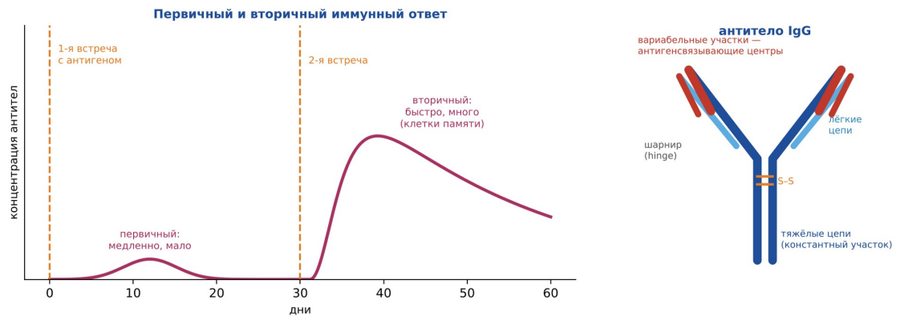 Первичный и вторичный иммунный ответ
концентрация антител
1-я встреча
с антигеном
2-я встреча
вторичный:
быстро, много
(клетки памяти)
первичный:
медленно, мало
0 10 20 30 40 50 60
дни
антитело IgG
вариабельные участки —
антигенсвязывающие центры
лёгкие
цепи
шарнир
(hinge)
S–S
тяжёлые цепи
(константный участок)